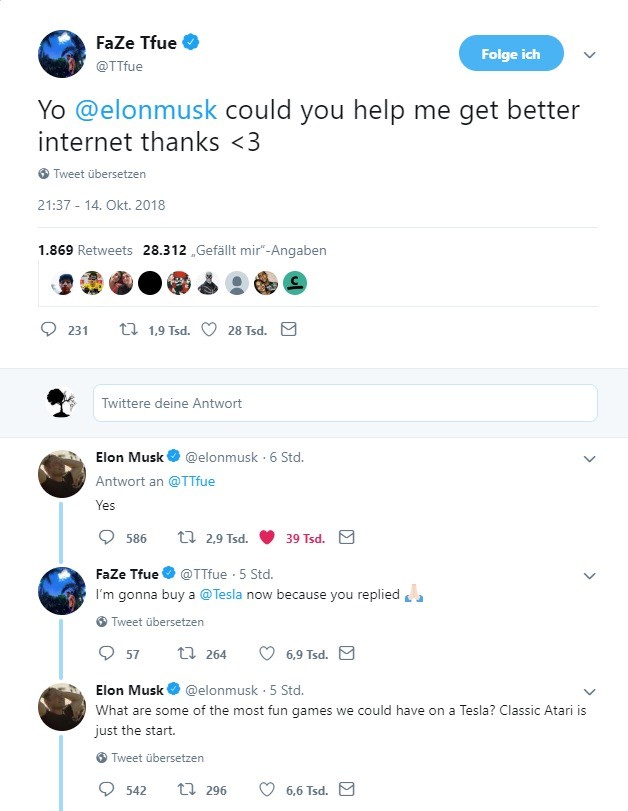 FaZe Tfue
@TTfue
Folge ich
Yo @elonmusk could you help me get better
internet thanks <3
Tweet übersetzen
21:37 - 14. Okt. 2018
1.869 Retweets 28.312 „Gefällt mir“-Angaben
231 1,9 Tsd. 28 Tsd.
Twittere deine Antwort
Elon Musk @elonmusk · 6 Std.
Antwort an @TTfue
Yes
586 2,9 Tsd. 39 Tsd.
FaZe Tfue @TTfue · 5 Std.
I'm gonna buy a @Tesla now because you replied 🙏🏻
Tweet übersetzen
57 264 6,9 Tsd.
Elon Musk @elonmusk · 5 Std.
What are some of the most fun games we could have on a Tesla? Classic Atari is
just the start.
Tweet übersetzen
542 296 6,6 Tsd.